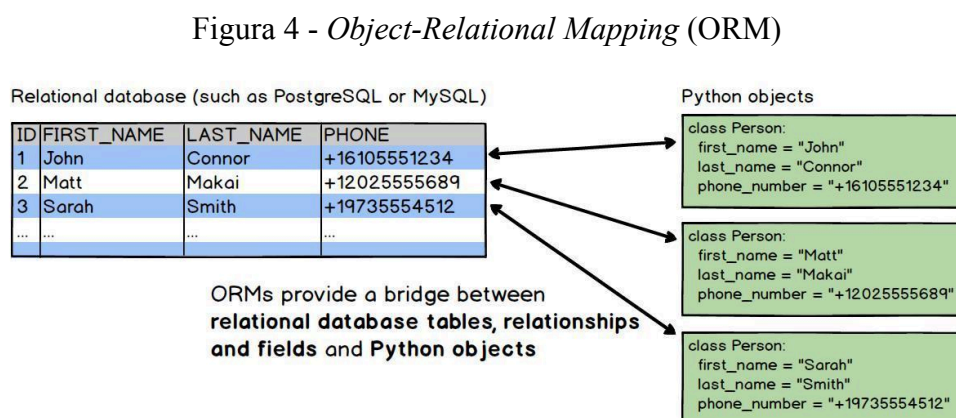 Figura 4 - Object-Relational Mapping (ORM)
Relational database (such as PostgreSQL or MySQL)
ID FIRST_NAME LAST_NAME PHONE
1 John Connor +16105551234
2 Matt Makai +12025555689
3 Sarah Smith +19735554512
... ... ... ...
ORMs provide a bridge between
relational database tables, relationships
and fields and Python objects
Python objects
class Person:
first_name = "John"
last_name = "Connor"
phone_number = "+16105551234"
class Person:
first_name = "Matt"
last_name = "Makai"
phone_number = "+12025555689"
class Person:
first_name = "Sarah"
last_name = "Smith"
phone_number = "+19735554512"